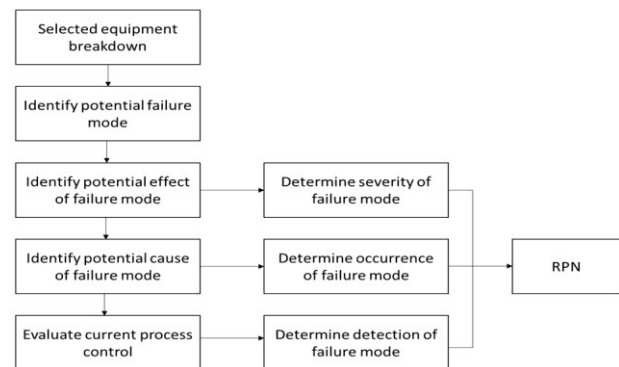 Selected equipment
breakdown
Identify potential failure
mode
Identify potential effect
of failure mode
Determine severity of
failure mode
Identify potential cause
of failure mode
Determine occurrence
of failure mode
RPN
Evaluate current process
control
Determine detection of
failure mode